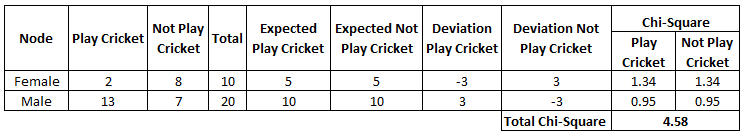 Node | Play Cricket | Not Play Cricket | Total | Expected Play Cricket | Expected Not Play Cricket | Deviation Play Cricket | Deviation Not Play Cricket | Chi-Square
Play Cricket | Not Play Cricket
Female | 2 | 8 | 10 | 5 | 5 | -3 | 3 | 1.34 | 1.34
Male | 13 | 7 | 20 | 10 | 10 | 3 | -3 | 0.95 | 0.95
Total Chi-Square | 4.58